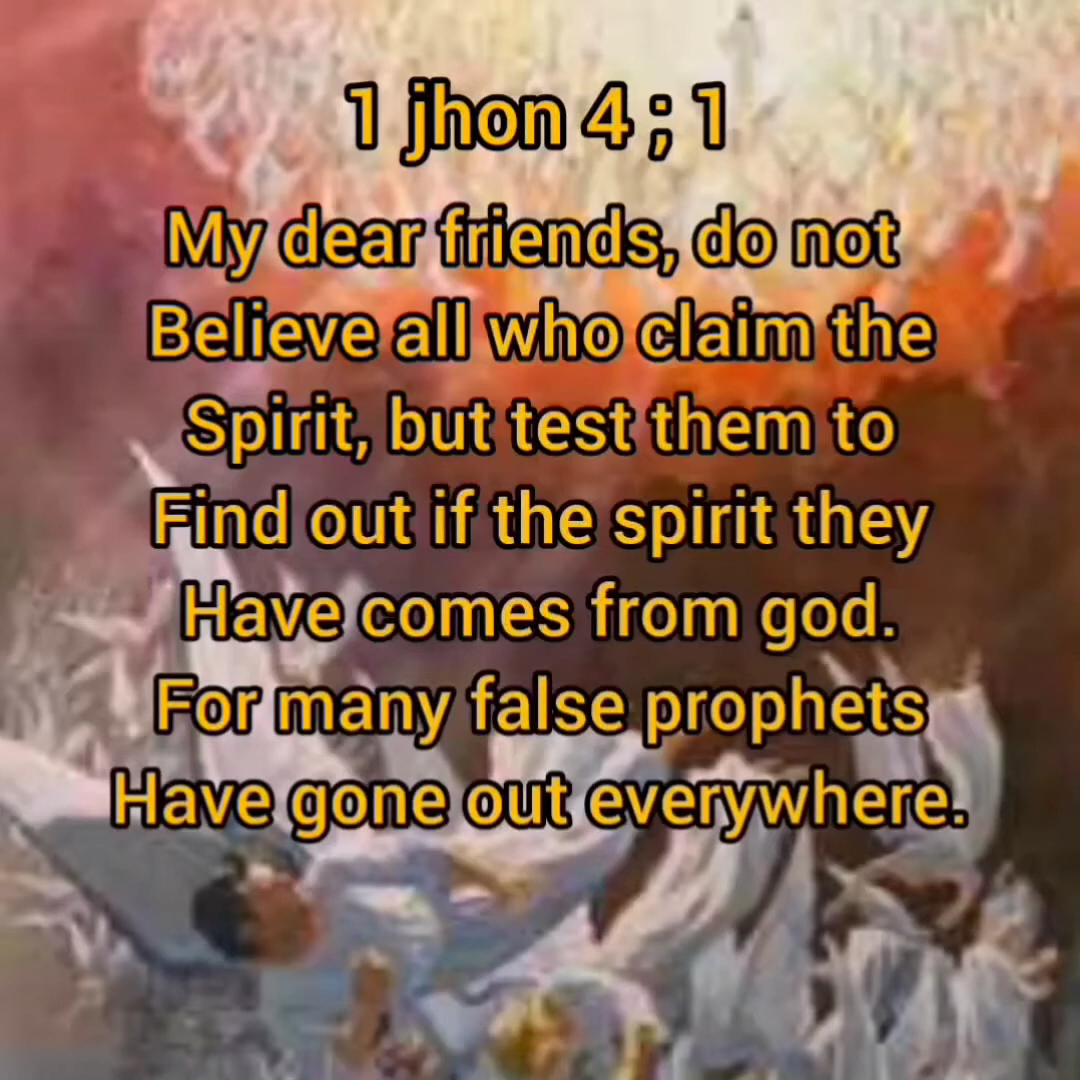 1 jhon 4 ; 1
My dear friends, do not
Believe all who claim the
Spirit, but test them to
Find out if the spirit they
Have comes from god.
For many false prophets
Have gone out everywhere.